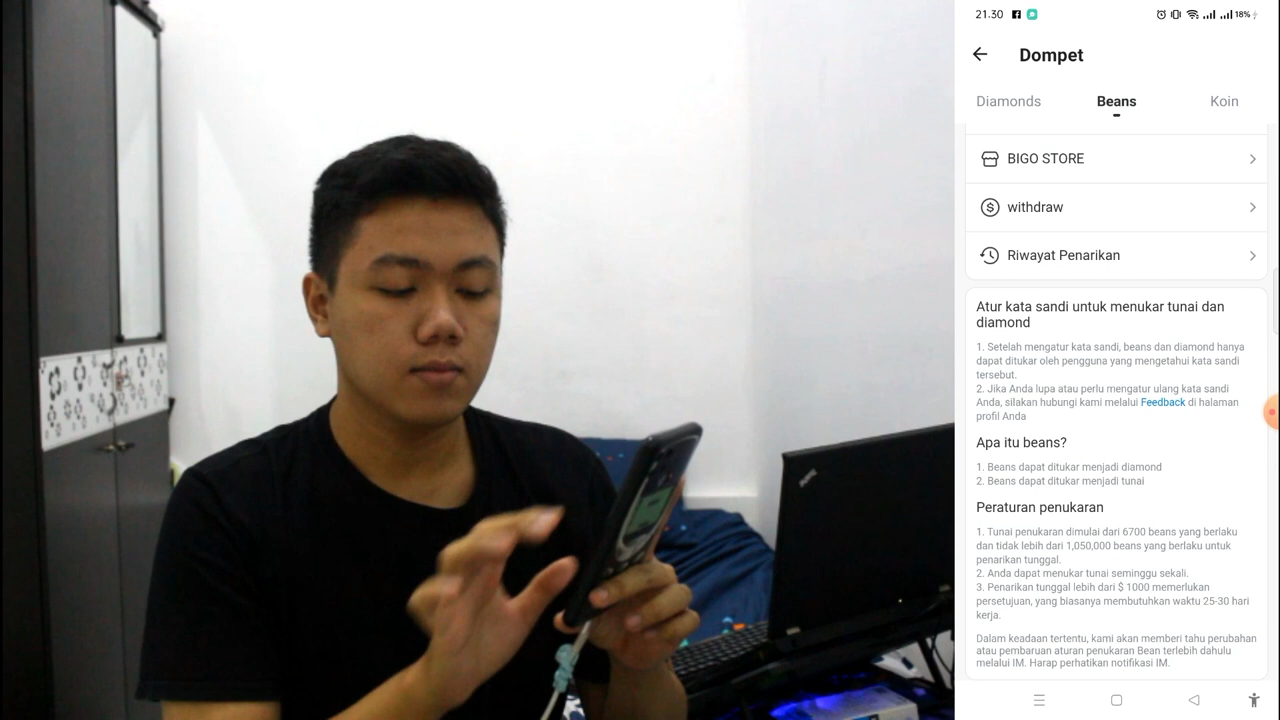 21.30
18%
Dompet
Diamonds
Beans
Koin
BIGO STORE
withdraw
Riwayat Penarikan
Atur kata sandi untuk menukar tunai dan
diamond
1. Setelah mengatur kata sandi, beans dan diamond hanya
dapat ditukar oleh pengguna yang mengetahui kata sandi
tersebut.
2. Jika Anda lupa atau perlu mengatur ulang kata sandi
Anda, silakan hubungi kami melalui Feedback di halaman
profil Anda
Apa itu beans?
1. Beans dapat ditukar menjadi diamond
2. Beans dapat ditukar menjadi tunai
Peraturan penukaran
1. Tunai penukaran dimulai dari 6700 beans yang berlaku
dan tidak lebih dari 1,050,000 beans yang berlaku untuk
penarikan tunggal.
2. Anda dapat menukar tunai seminggu sekali.
3. Penarikan tunggal lebih dari $ 1000 memerlukan
persetujuan, yang biasanya membutuhkan waktu 25-30 hari
kerja.
Dalam keadaan tertentu, kami akan memberi tahu perubahan
atau pembaruan aturan penukaran Bean terlebih dahulu
melalui IM. Harap perhatikan notifikasi IM.